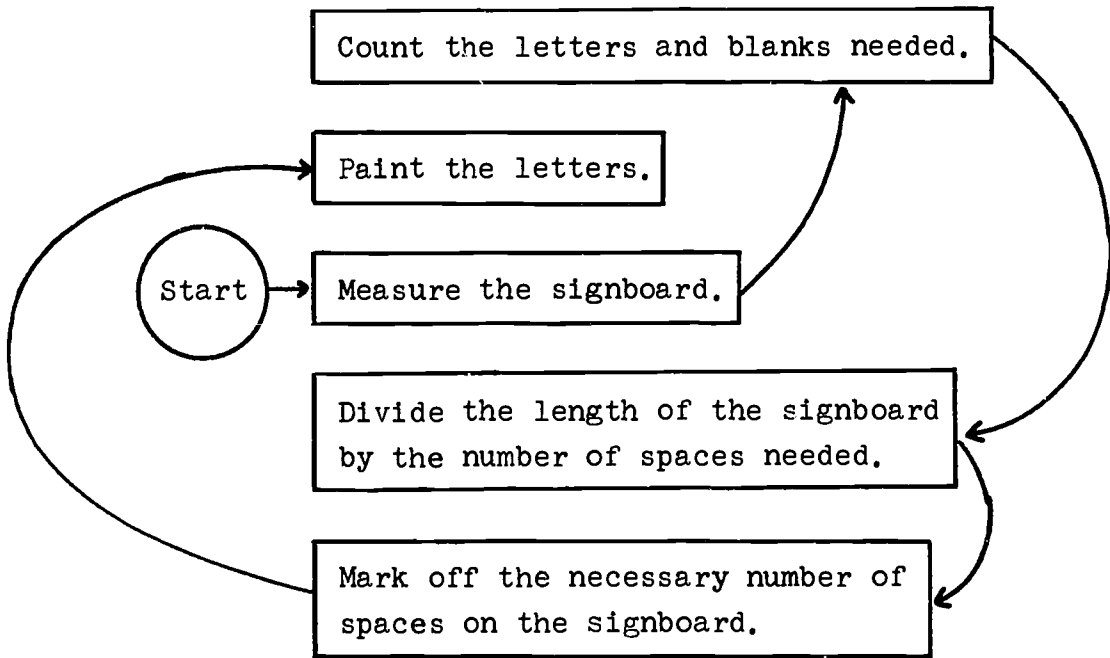 Count the letters and blanks needed.
Paint the letters.
Start
Measure the signboard.
Divide the length of the signboard
by the number of spaces needed.
Mark off the necessary number of
spaces on the signboard.